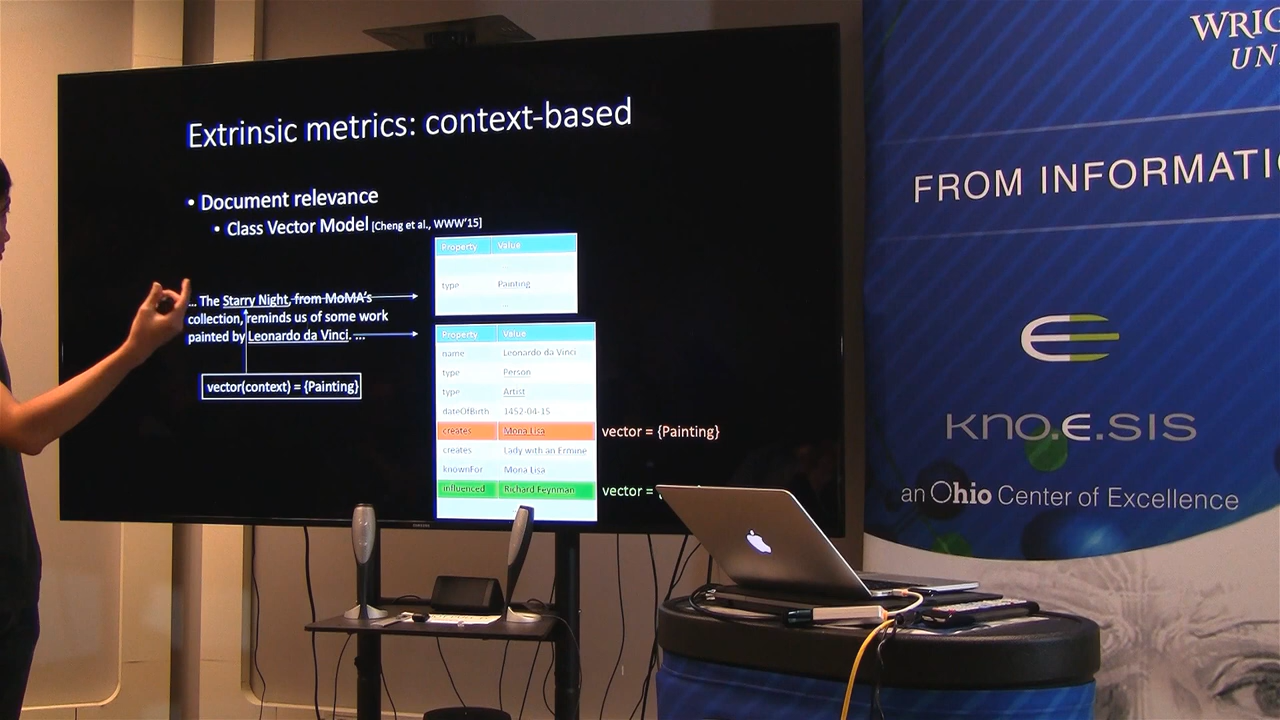 Extrinsic metrics: context-based
• Document relevance
• Class Vector Model [Cheng et al., WWW'15]
Property Value
...
type Painting
...
... The Starry Night, from MoMA's
collection, reminds us of some work
painted by Leonardo da Vinci. ...
vector(context) = {Painting}
Property Value
name Leonardo da Vinci
type Person
type Artist
dateOfBirth 1452-04-15
creates Mona Lisa
vector = {Painting}
creates Lady with an Ermine
knownFor Mona Lisa
influenced Richard Feynman
vector =
SAMSUNG
WRIG
UN
FROM INFORMATI
KNO.E.SIS
an Ohio Center of Excellence